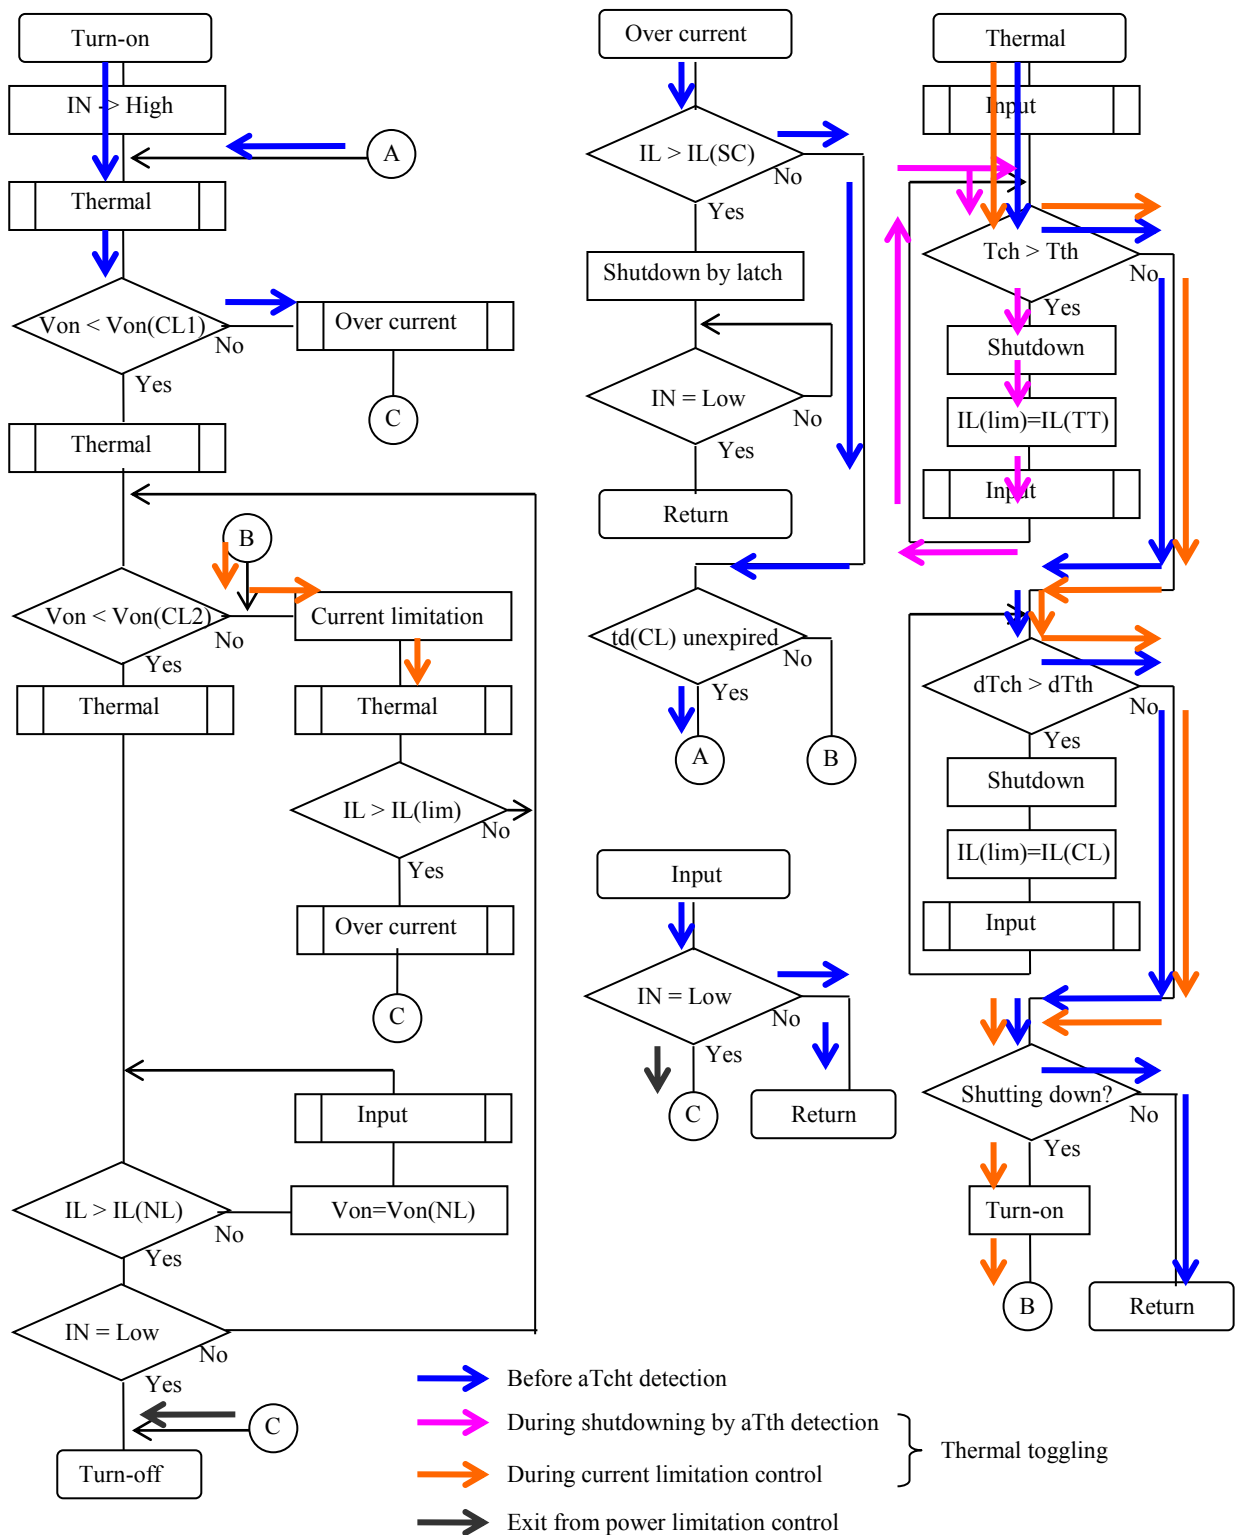 Turn-on
IN -> High
A
Thermal
Von < Von(CL1)
No
Yes
Over current
C
Thermal
B
Von < Von(CL2)
No
Yes
Current limitation
Thermal
Thermal
IL > IL(lim)
No
Yes
Over current
C
Input
IL > IL(NL)
No
Yes
Von=Von(NL)
IN = Low
No
Yes
C
Turn-off
Over current
IL > IL(SC)
No
Yes
Shutdown by latch
IN = Low
No
Yes
Return
td(CL) unexpired
No
Yes
A
B
Input
IN = Low
No
Yes
C
Return
Thermal
Input
Tch > Tth
No
Yes
Shutdown
IL(lim)=IL(TT)
Input
dTch > dTth
No
Yes
Shutdown
IL(lim)=IL(CL)
Input
Shutting down?
No
Yes
Turn-on
B
Return
Before aTcht detection
During shutdowning by aTth detection
Thermal toggling
During current limitation control
Exit from power limitation control